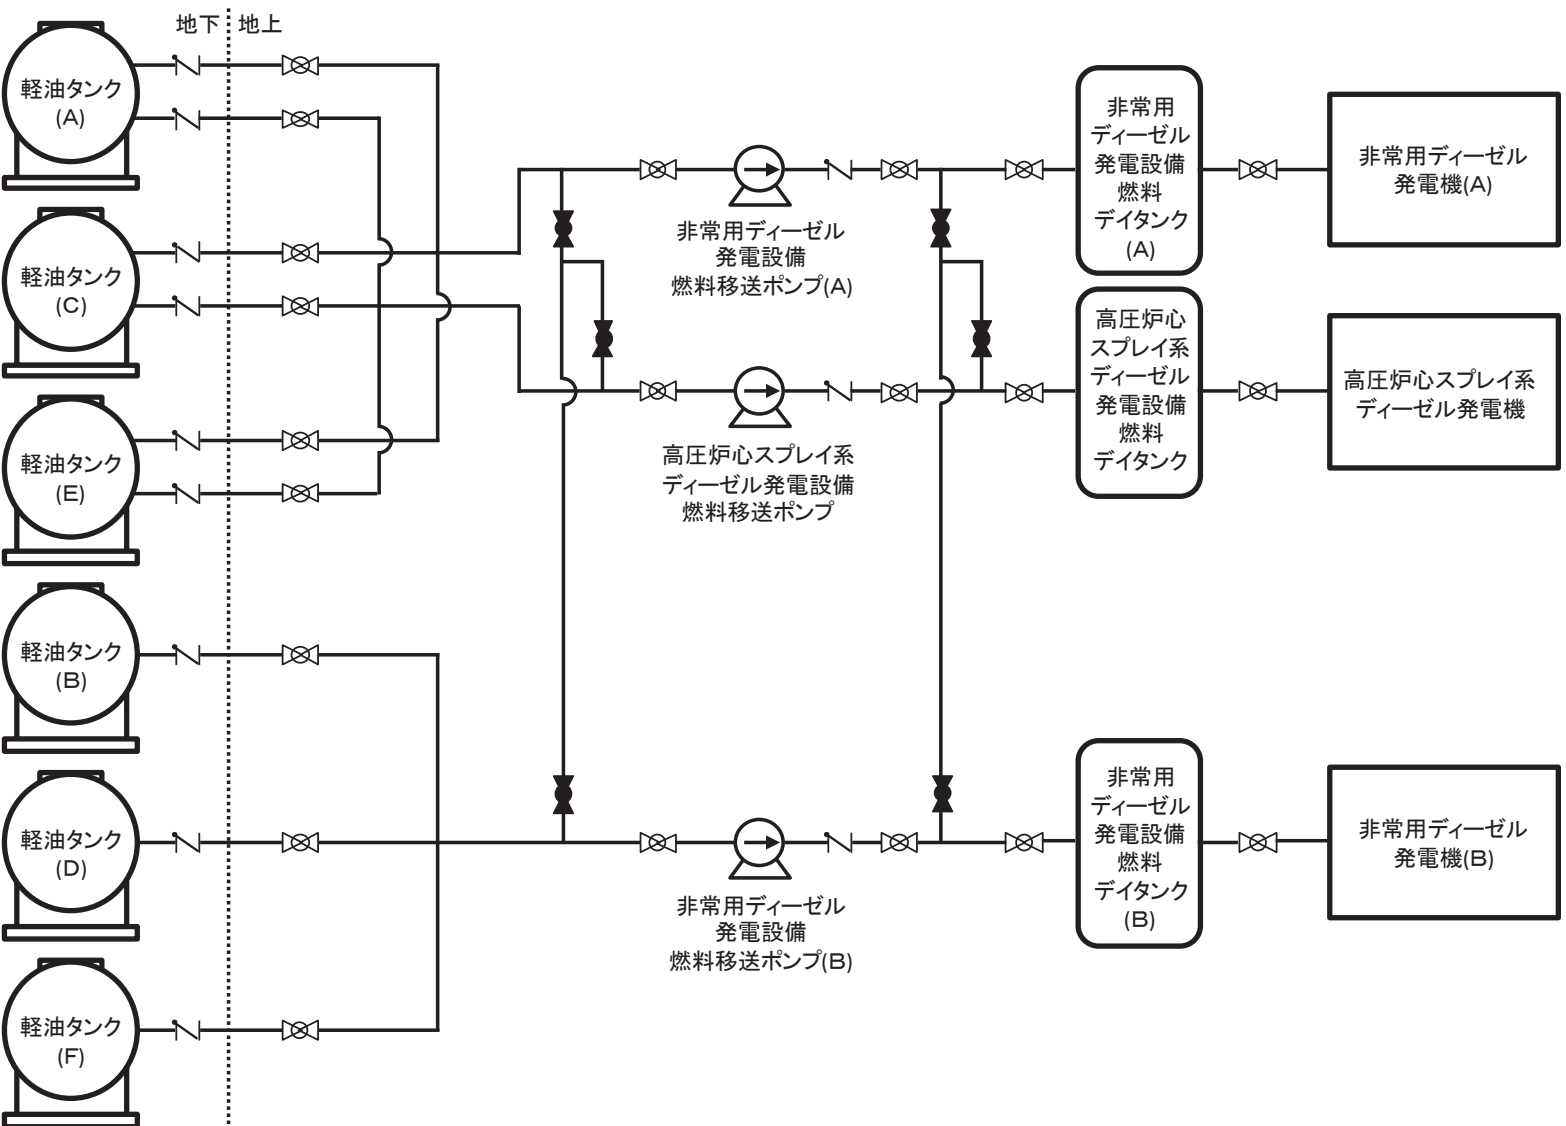 地下 地上
軽油タンク
(A)
軽油タンク
(C)
軽油タンク
(E)
軽油タンク
(B)
軽油タンク
(D)
軽油タンク
(F)
非常用ディーゼル
発電設備
燃料移送ポンプ(A)
高圧炉心スプレイ系
ディーゼル発電設備
燃料移送ポンプ
非常用ディーゼル
発電設備
燃料移送ポンプ(B)
非常用
ディーゼル
発電設備
燃料
デイタンク
(A)
高圧炉心
スプレイ系
ディーゼル
発電設備
燃料
デイタンク
非常用
ディーゼル
発電設備
燃料
デイタンク
(B)
非常用ディーゼル
発電機(A)
高圧炉心スプレイ系
ディーゼル発電機
非常用ディーゼル
発電機(B)